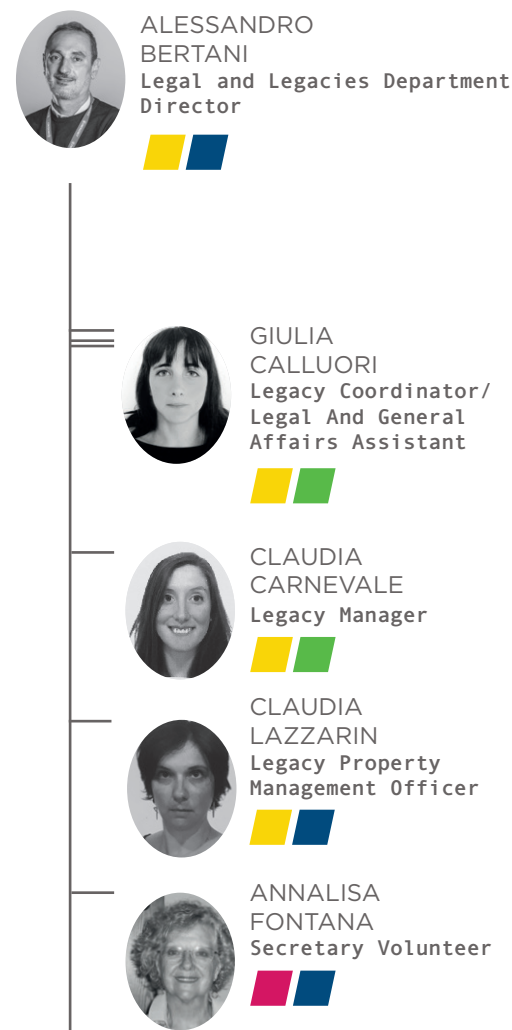 ALESSANDRO
BERTANI
Legal and Legacies Department
Director
GIULIA
CALLUORI
Legacy Coordinator/
Legal And General
Affairs Assistant
CLAUDIA
CARNEVALE
Legacy Manager
CLAUDIA
LAZZARIN
Legacy Property
Management Officer
ANNALISA
FONTANA
Secretary Volunteer